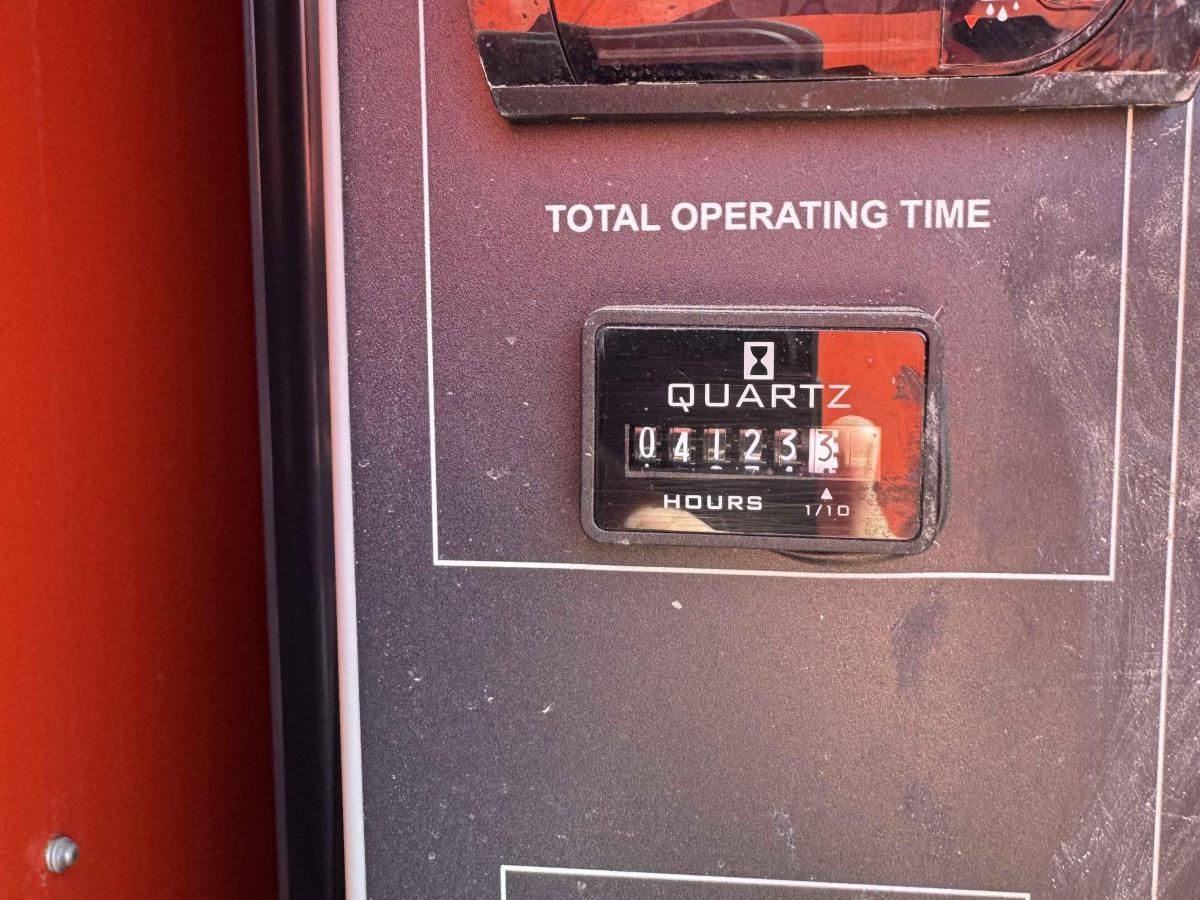 TOTAL OPERATING TIME
QUARTZ
041233
HOURS 1/10